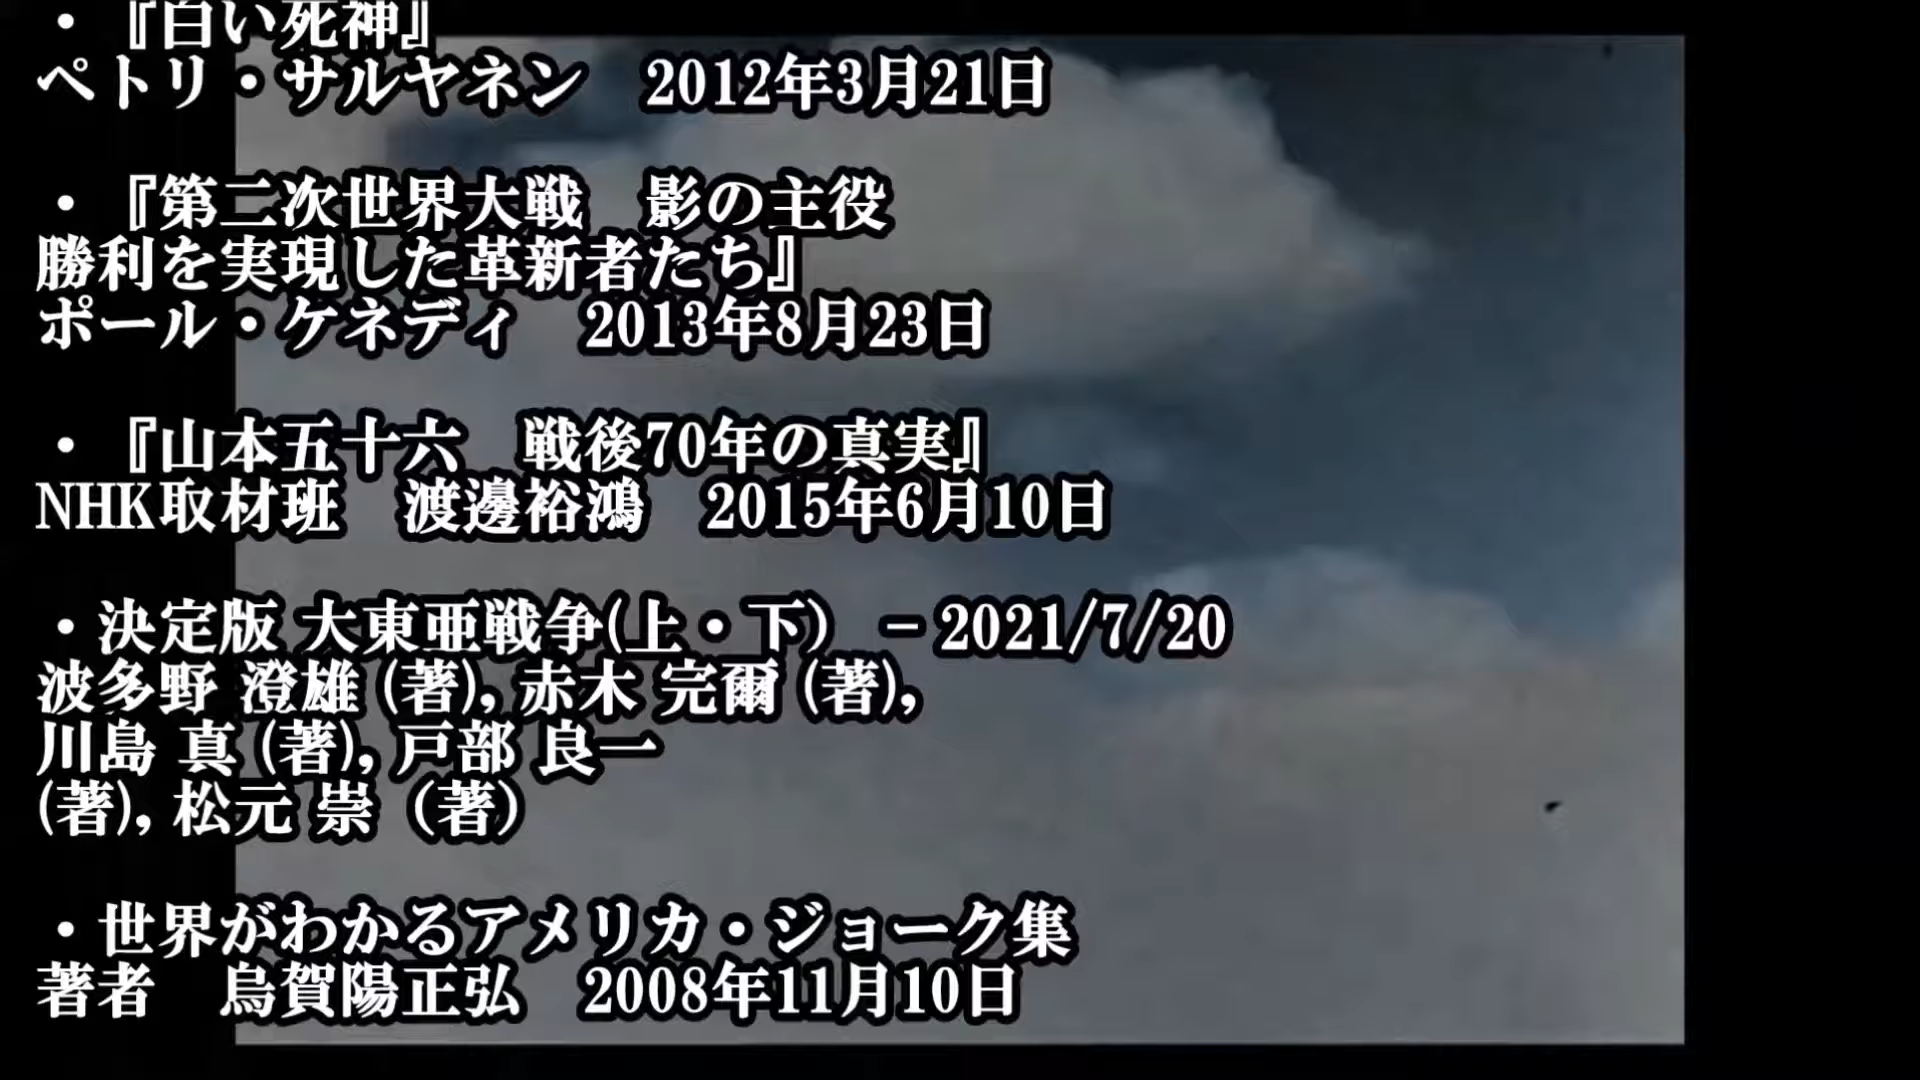 ・『白い死神』
ペトリ・サルヤネン　2012年3月21日
・『第二次世界大戦　影の主役
勝利を実現した革新者たち』
ポール・ケネディ　2013年8月23日
・『山本五十六　戦後70年の真実』
NHK取材班　渡邊裕鴻　2015年6月10日
・決定版 大東亜戦争(上・下） – 2021/7/20
波多野 澄雄 (著), 赤木 完爾 (著),
川島 真 (著), 戸部 良一
(著), 松元 崇（著）
・世界がわかるアメリカ・ジョーク集
著者　烏賀陽正弘　2008年11月10日